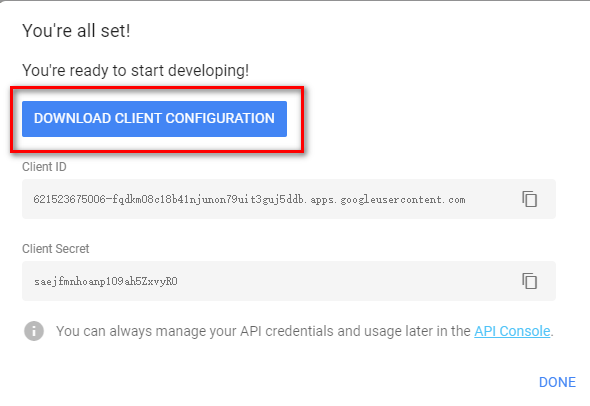 You're all set!
You're ready to start developing!
DOWNLOAD CLIENT CONFIGURATION
Client ID
621523675006-fqdkm08c18b41njunon79uit3guj5ddb.apps.googleusercontent.com
Client Secret
saejfmnhoanp109ah5ZxvyRO
You can always manage your API credentials and usage later in the API Console.
DONE